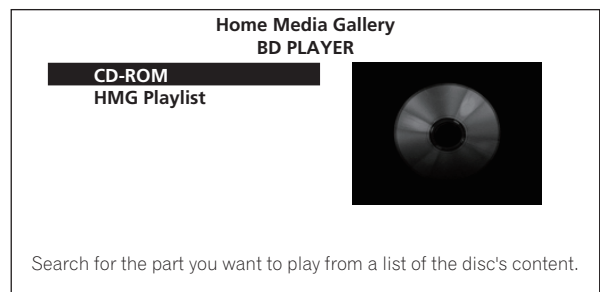 Home Media Gallery
BD PLAYER
CD-ROM
HMG Playlist
Search for the part you want to play from a list of the disc's content.